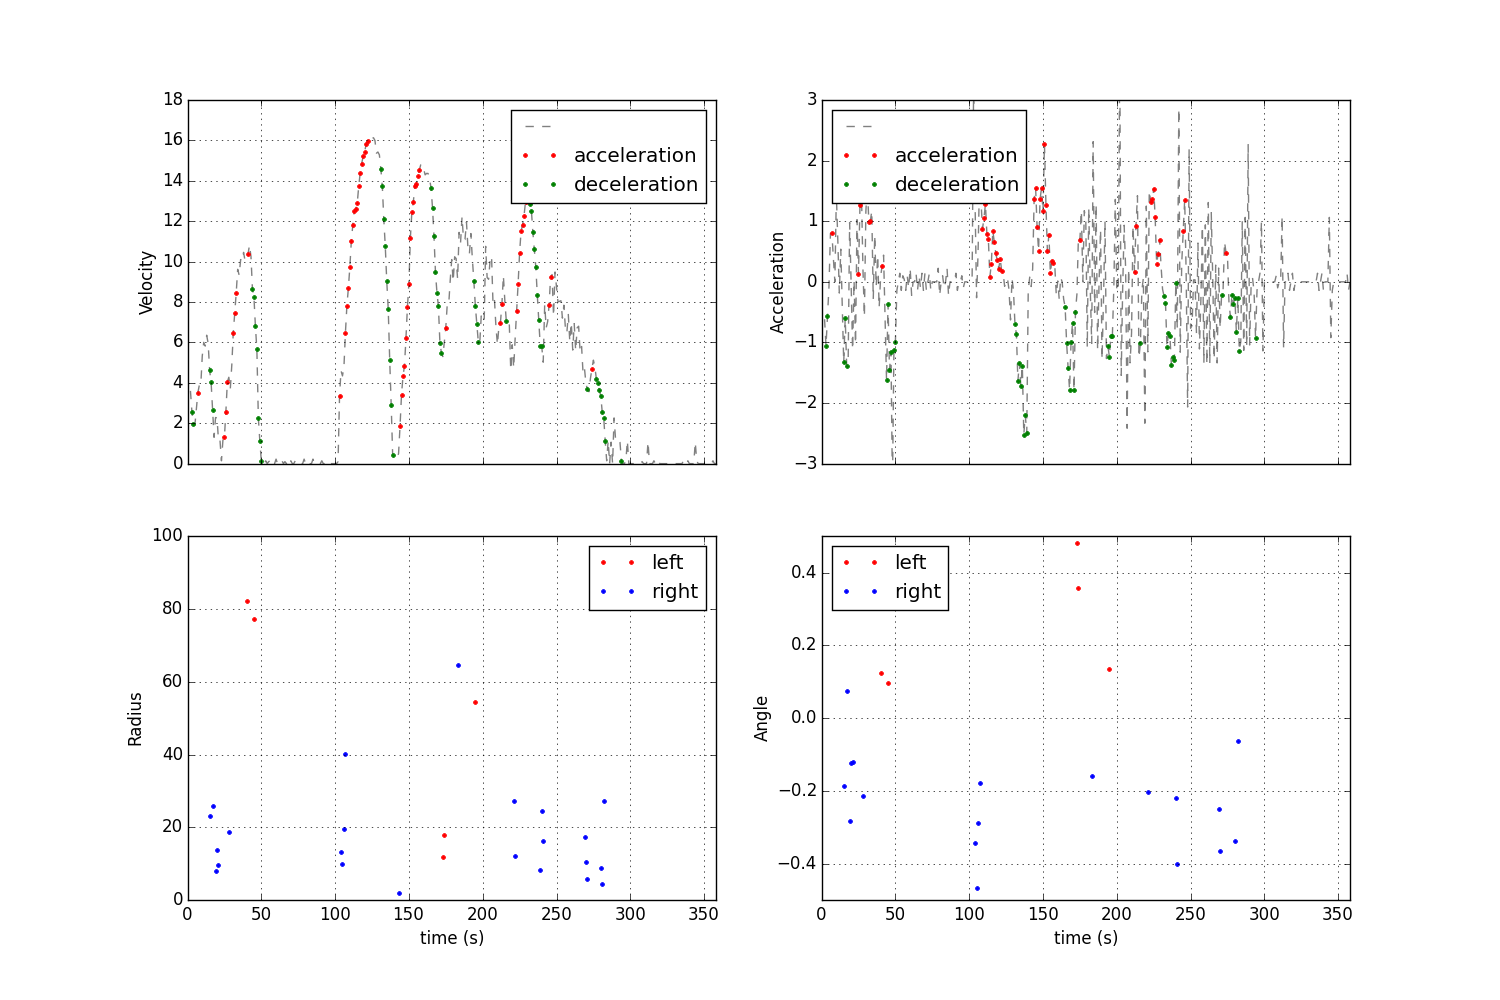 18
16
14
12
10
8
6
4
2
0
Velocity
acceleration
deceleration
3
2
1
0
−1
−2
−3
Acceleration
acceleration
deceleration
100
80
60
40
20
0
Radius
left
right
0 50 100 150 200 250 300 350
time (s)
0.4
0.2
0.0
−0.2
−0.4
Angle
left
right
0 50 100 150 200 250 300 350
time (s)